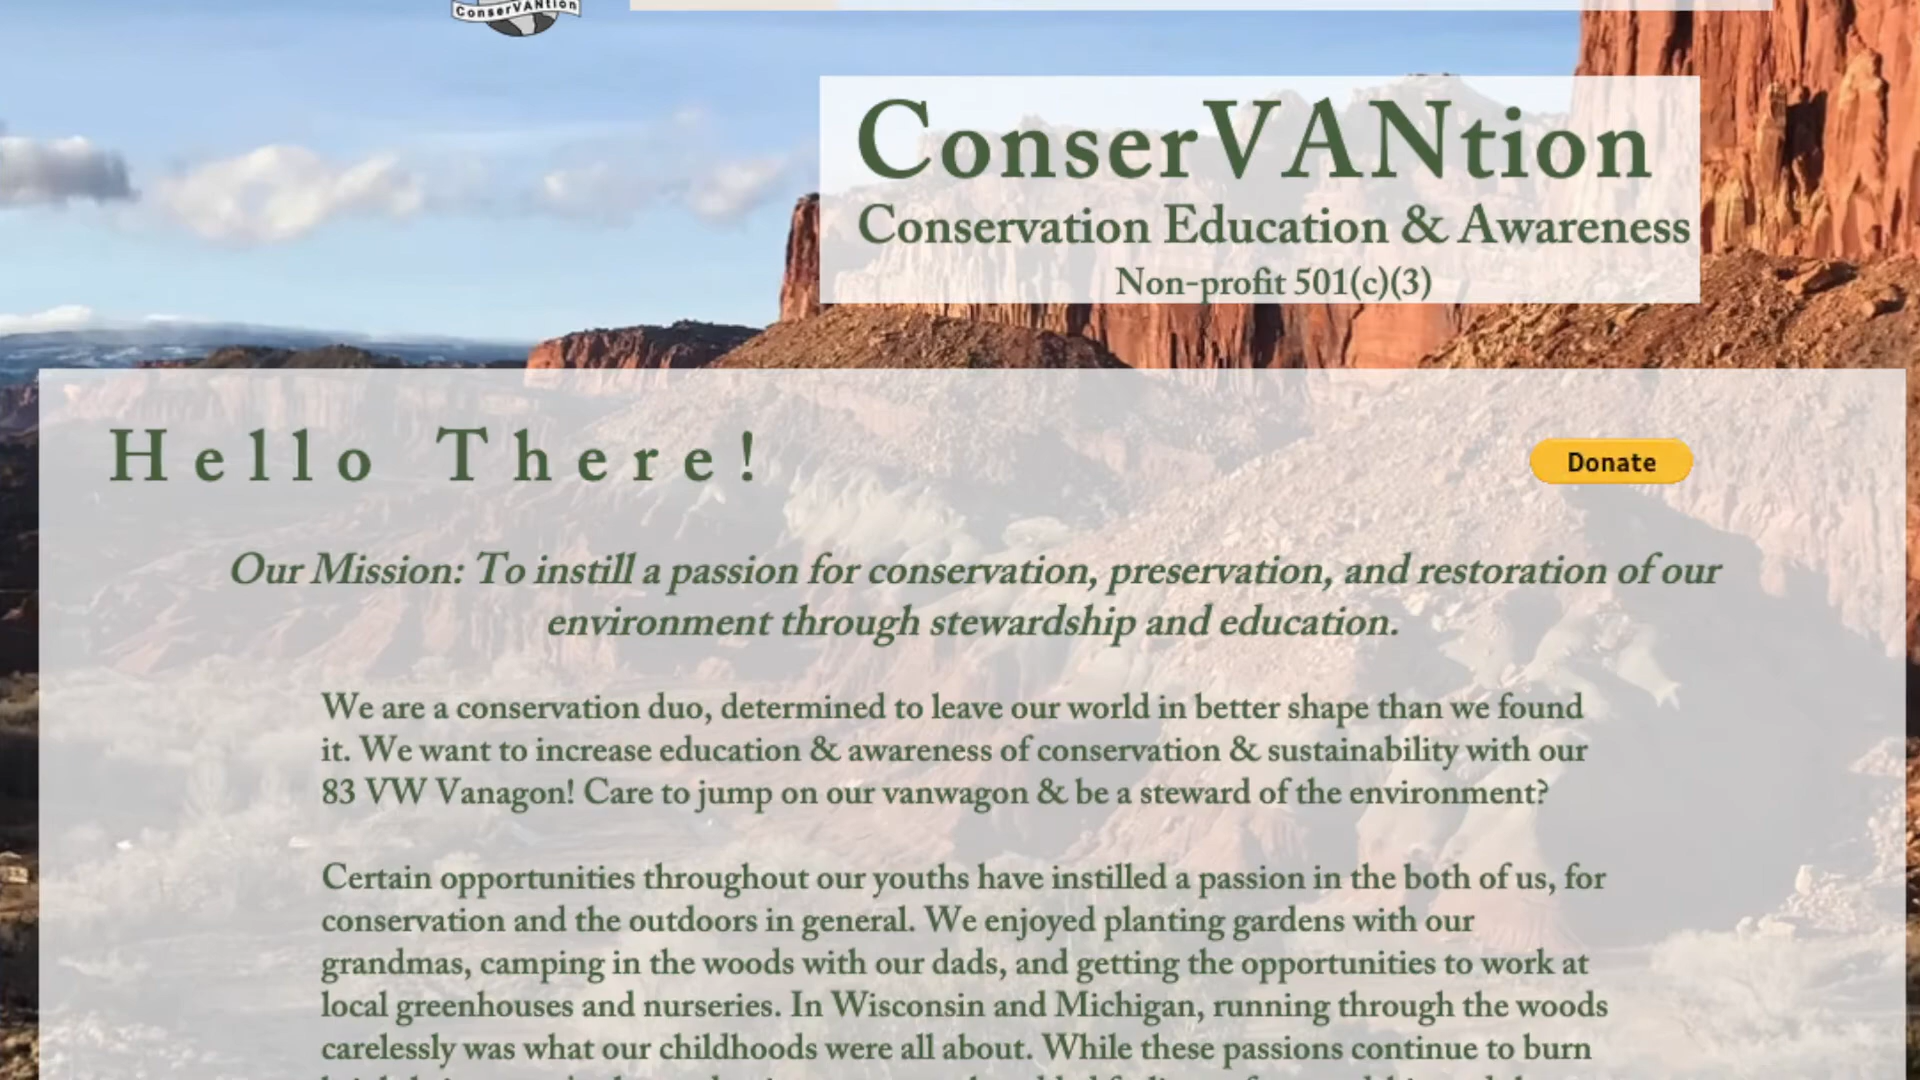 ConserVANtion
ConserVANtion
Conservation Education & Awareness
Non-profit 501(c)(3)
Hello There!
Donate
Our Mission: To instill a passion for conservation, preservation, and restoration of our
environment through stewardship and education.
We are a conservation duo, determined to leave our world in better shape than we found
it. We want to increase education & awareness of conservation & sustainability with our
83 VW Vanagon! Care to jump on our vanwagon & be a steward of the environment?
Certain opportunities throughout our youths have instilled a passion in the both of us, for
conservation and the outdoors in general. We enjoyed planting gardens with our
grandmas, camping in the woods with our dads, and getting the opportunities to work at
local greenhouses and nurseries. In Wisconsin and Michigan, running through the woods
carelessly was what our childhoods were all about. While these passions continue to burn